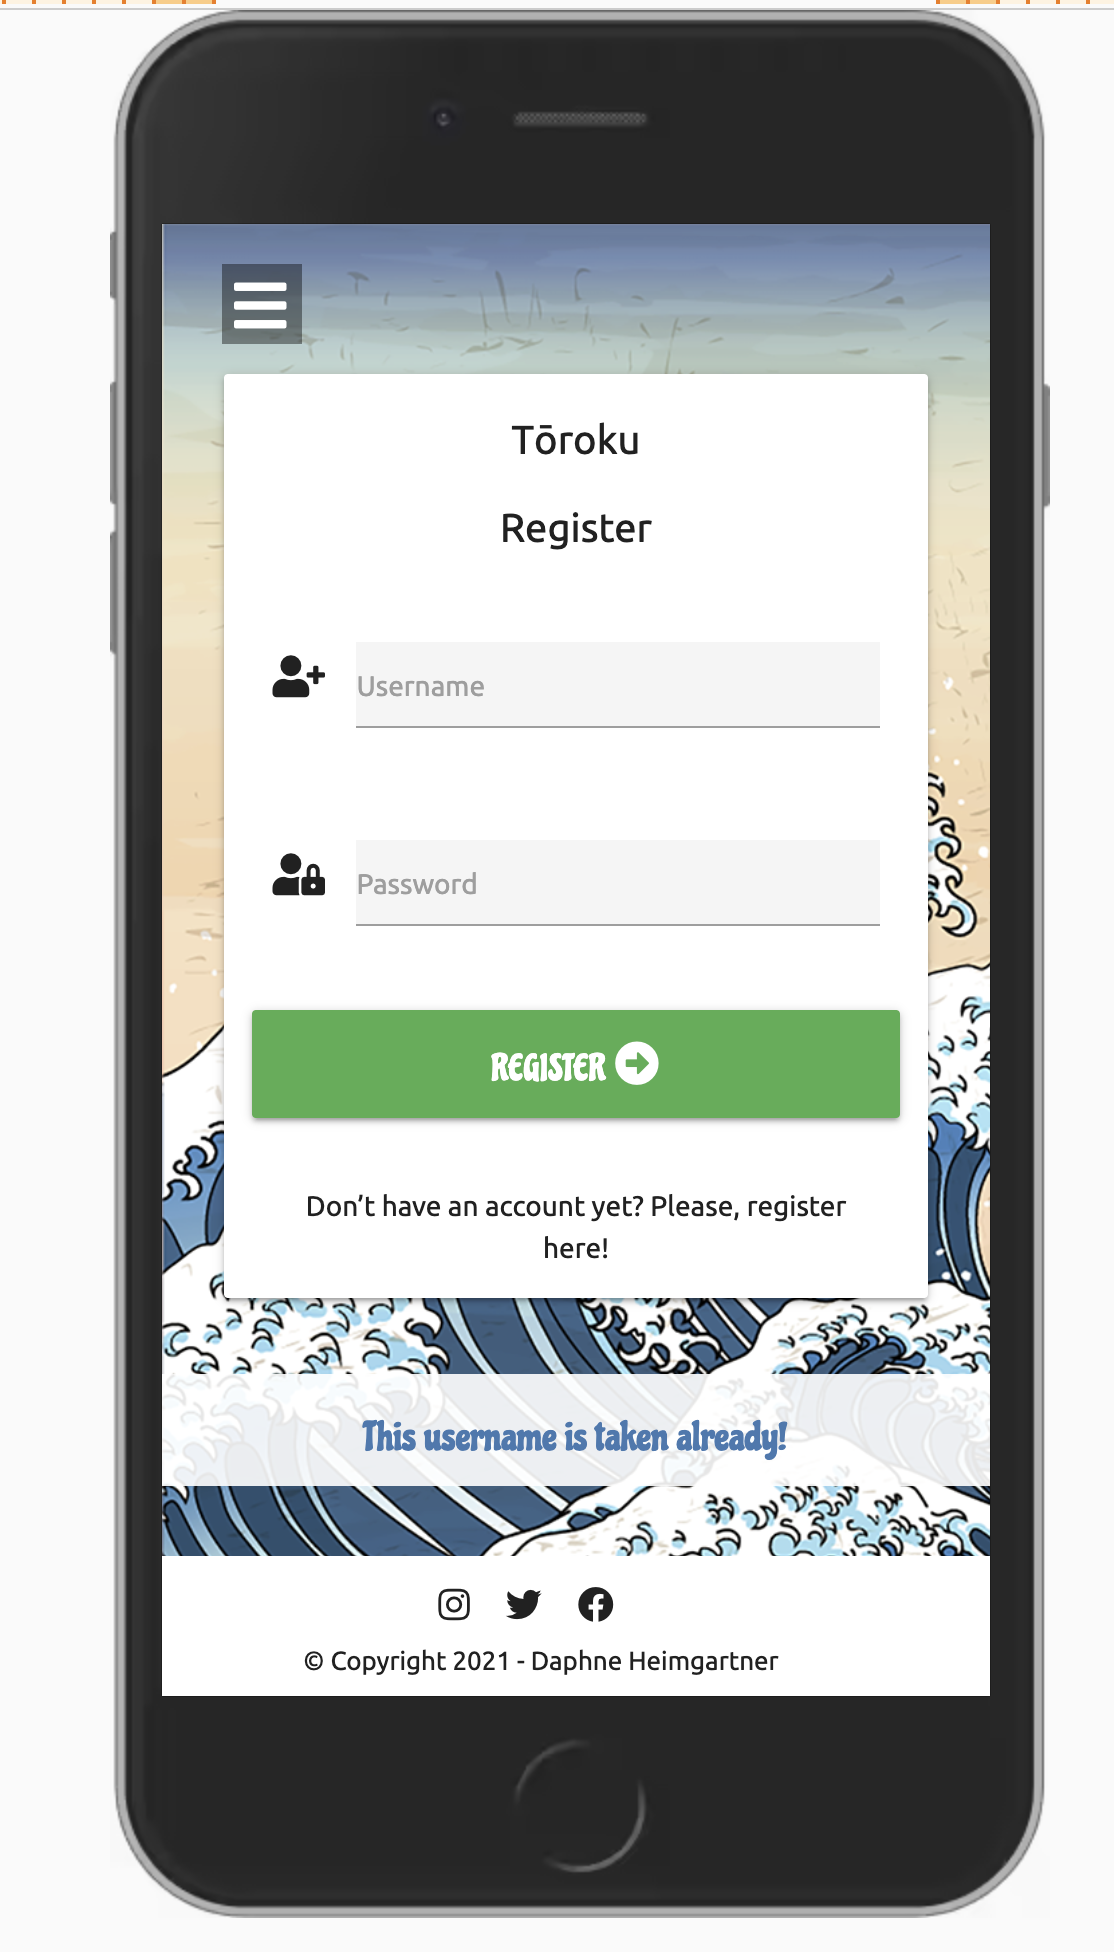 Tōroku
Register
Username
Password
REGISTER
Don’t have an account yet? Please, register
here!
This username is taken already!
© Copyright 2021 - Daphne Heimgartner